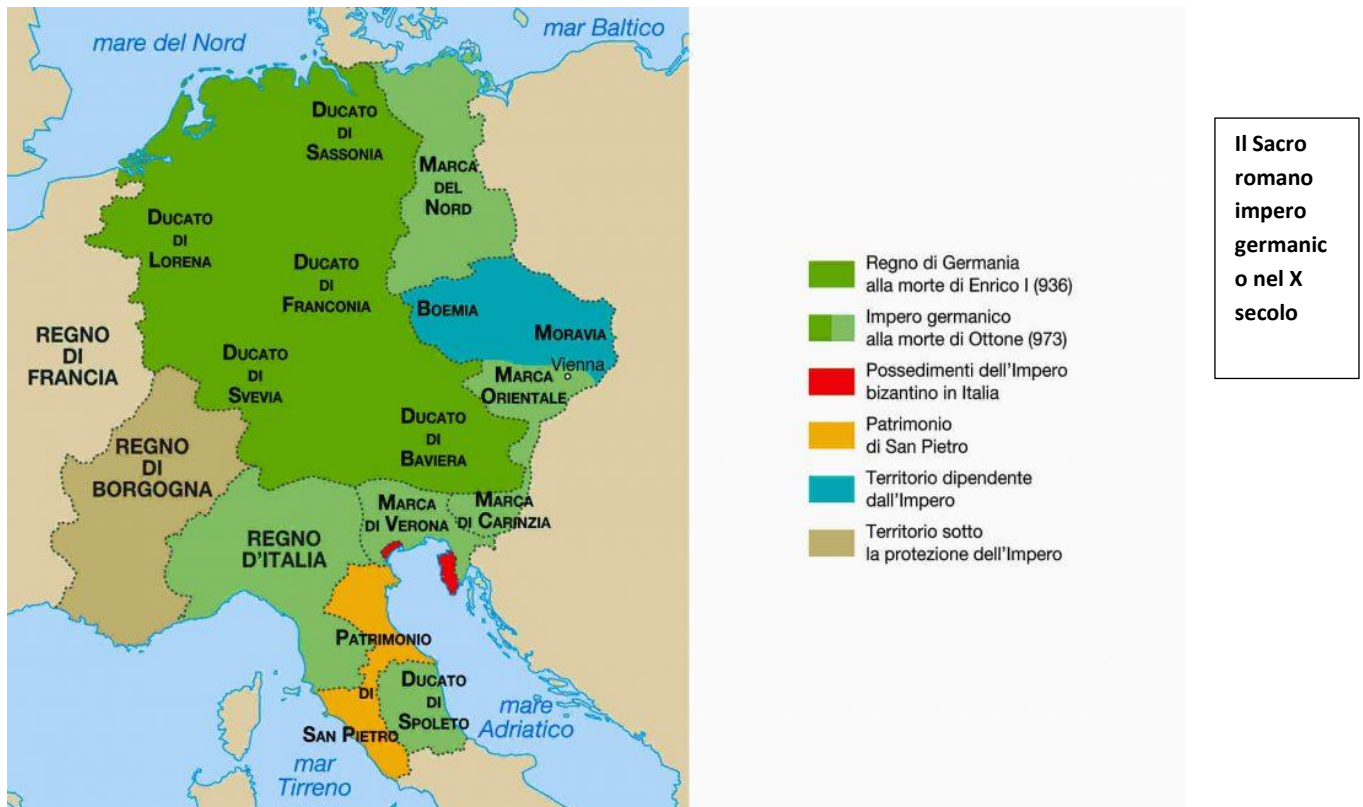 mare del Nord
mar Baltico
DUCATO
DI
SASSONIA
MARCA
DEL
NORD
DUCATO
DI
LORENA
DUCATO
DI
FRANCONIA
BOEMIA
MORAVIA
Vienna
REGNO
DI
FRANCIA
DUCATO
DI
SVEVIA
MARCA
ORIENTALE
DUCATO
DI
BAVIERA
REGNO
DI
BORGOGNA
MARCA
DI VERONA
MARCA
DI CARINZIA
REGNO
D'ITALIA
PATRIMONIO
DI
SAN PIETRO
DUCATO
DI
SPOLETO
mare
Adriatico
mar
Tirreno
Regno di Germania
alla morte di Enrico I (936)
Impero germanico
alla morte di Ottone (973)
Possedimenti dell'Impero
bizantino in Italia
Patrimonio
di San Pietro
Territorio dipendente
dall'Impero
Territorio sotto
la protezione dell'Impero
Il Sacro
romano
impero
germanic
o nel X
secolo